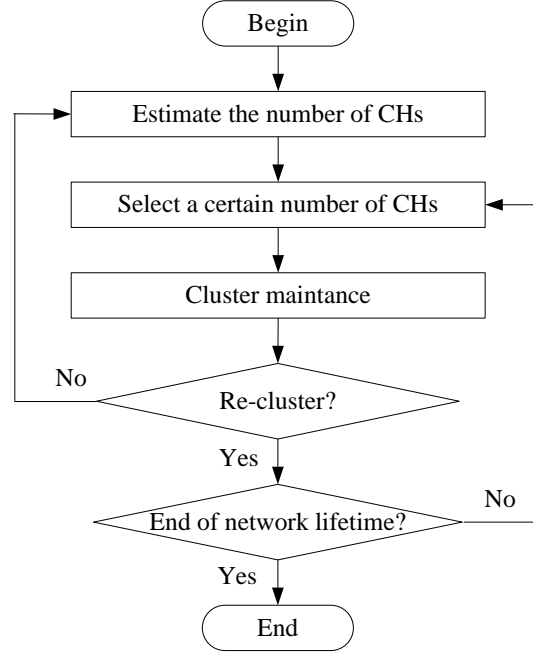 Begin
Estimate the number of CHs
Select a certain number of CHs
Cluster maintance
No
Re-cluster?
Yes
No
End of network lifetime?
Yes
End